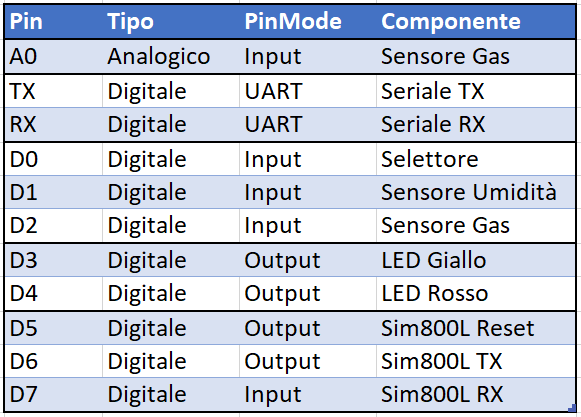 Pin Tipo PinMode Componente
A0 Analogico Input Sensore Gas
TX Digitale UART Seriale TX
RX Digitale UART Seriale RX
D0 Digitale Input Selettore
D1 Digitale Input Sensore Umidità
D2 Digitale Input Sensore Gas
D3 Digitale Output LED Giallo
D4 Digitale Output LED Rosso
D5 Digitale Output Sim800L Reset
D6 Digitale Output Sim800L TX
D7 Digitale Input Sim800L RX